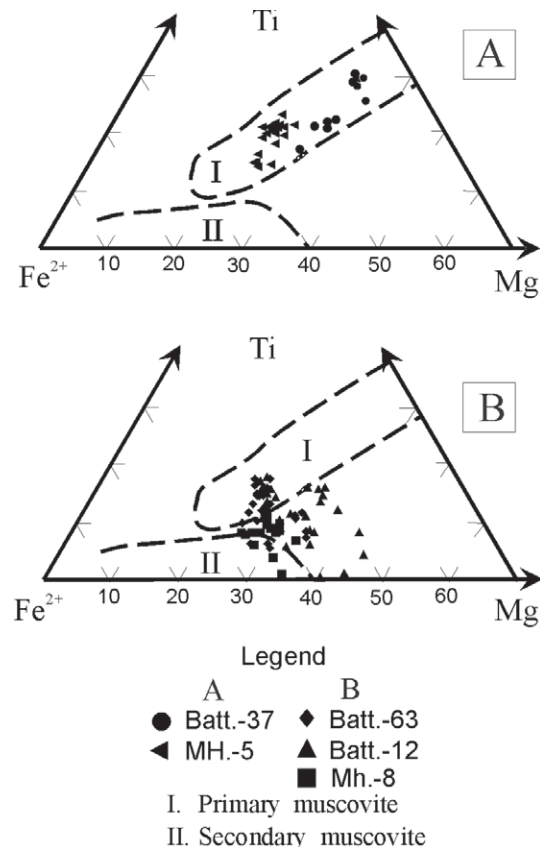 Ti
A
I
II
Fe2+
10 20 30 40 50 60
Mg
Ti
B
I
II
Fe2+
10 20 30 40 50 60
Mg
Legend
A B
Batt.-37 Batt.-63
MH.-5 Batt.-12
Mh.-8
I. Primary muscovite
II. Secondary muscovite